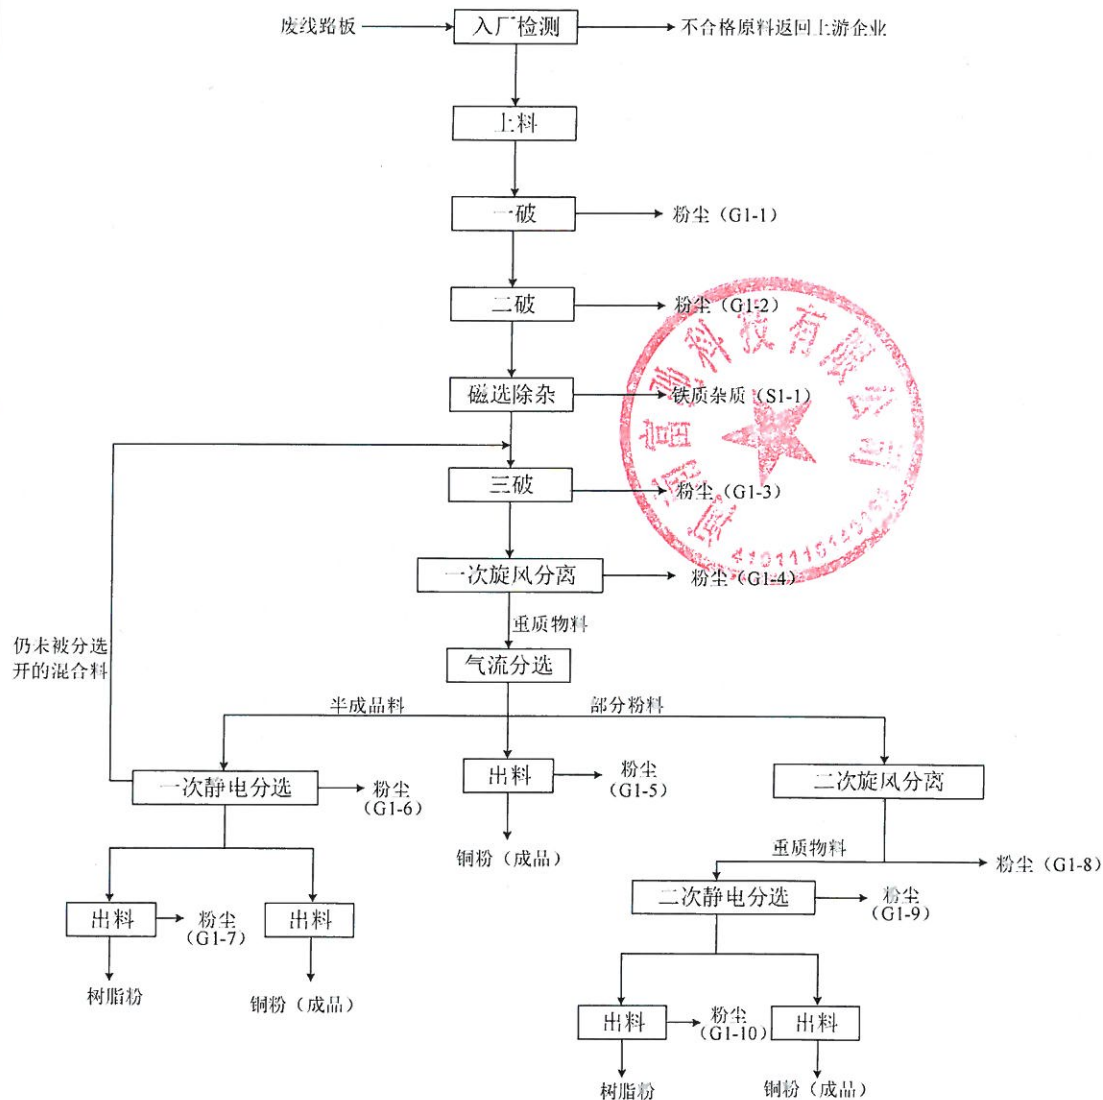 废线路板
入厂检测
不合格原料返回上游企业
上料
一破
粉尘（G1-1）
二破
粉尘（G1-2）
磁选除杂
铁质杂质（S1-1）
三破
粉尘（G1-3）
一次旋风分离
粉尘（G1-4）
重质物料
仍未被分选
开的混合料
气流分选
半成品料
部分粉料
一次静电分选
粉尘
（G1-6）
出料
粉尘
（G1-5）
二次旋风分离
铜粉（成品）
重质物料
粉尘（G1-8）
二次静电分选
粉尘
（G1-9）
出料
粉尘
（G1-7）
出料
树脂粉
铜粉（成品）
出料
粉尘
（G1-10）
出料
树脂粉
铜粉（成品）
科技有限公司